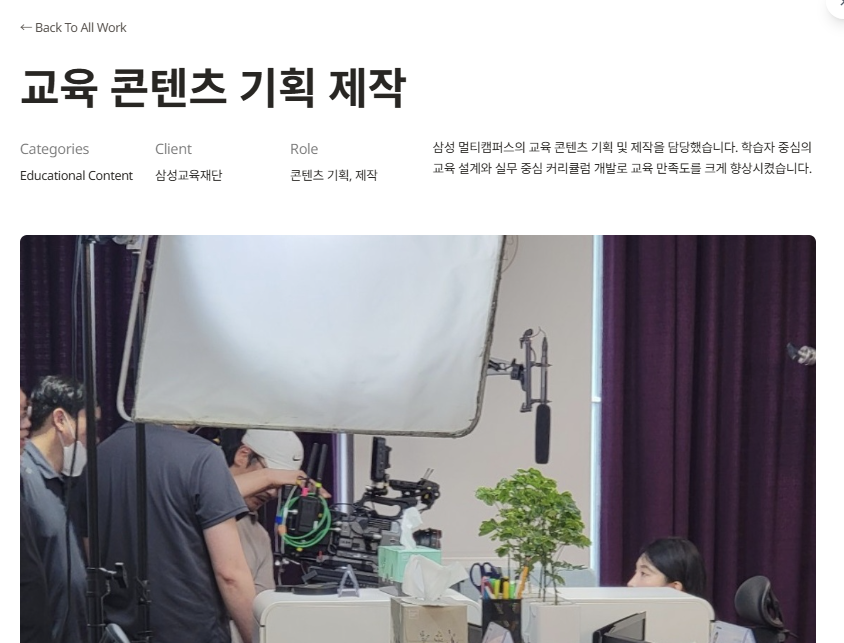 ← Back To All Work
교육 콘텐츠 기획 제작
Categories
Educational Content
Client
삼성교육재단
Role
콘텐츠 기획, 제작
삼성 멀티캠퍼스의 교육 콘텐츠 기획 및 제작을 담당했습니다. 학습자 중심의
교육 설계와 실무 중심 커리큘럼 개발로 교육 만족도를 크게 향상시켰습니다.